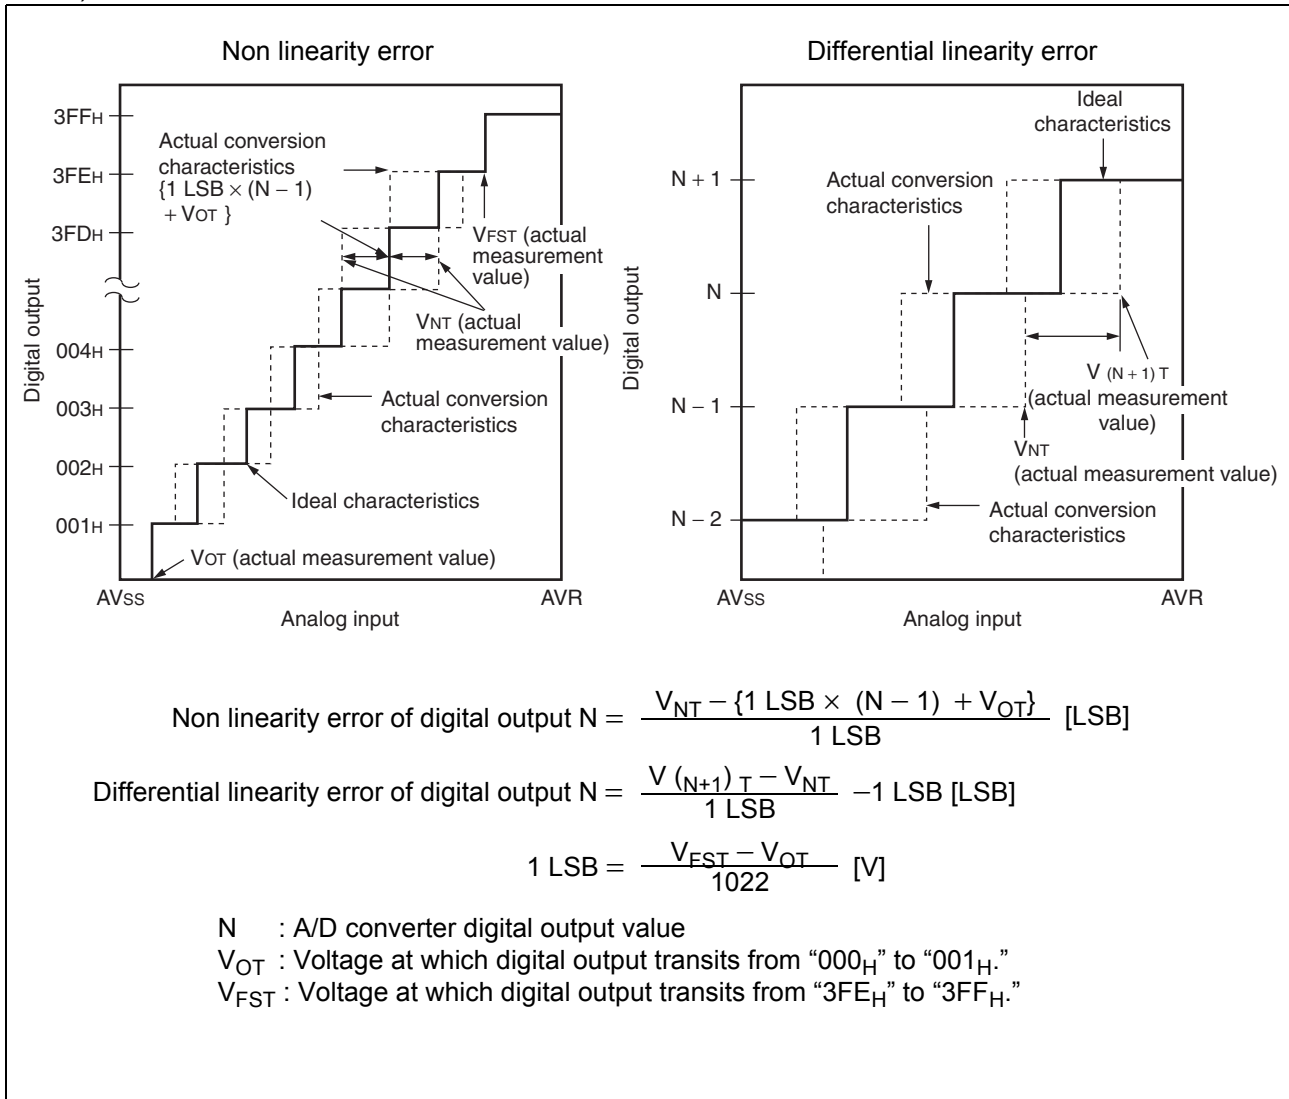 Non linearity error
3FFH
3FEH
3FDH
004H
003H
002H
001H
Digital output
Actual conversion
characteristics
{1 LSB × (N − 1)
+ VOT }
VFST (actual
measurement
value)
VNT (actual
measurement value)
Actual conversion
characteristics
Ideal characteristics
VOT (actual measurement value)
AVSS
AVR
Analog input
Differential linearity error
N + 1
N
N − 1
N − 2
Digital output
Ideal
characteristics
Actual conversion
characteristics
V (N + 1) T
(actual measurement
value)
VNT
(actual measurement value)
Actual conversion
characteristics
AVSS
AVR
Analog input
Non linearity error of digital output N = VNT − {1 LSB × (N − 1) + VOT} / 1 LSB [LSB]
Differential linearity error of digital output N = V (N+1) T − VNT / 1 LSB −1 LSB [LSB]
1 LSB = VFST − VOT / 1022 [V]
N : A/D converter digital output value
VOT : Voltage at which digital output transits from “000H” to “001H.”
VFST : Voltage at which digital output transits from “3FEH” to “3FFH.”